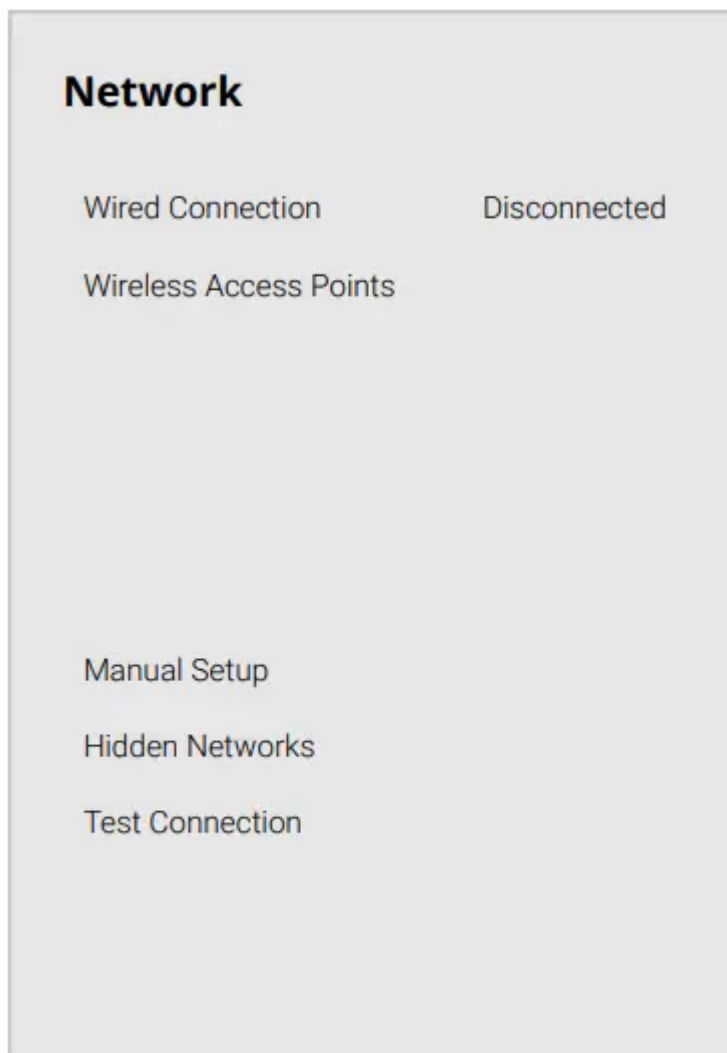 Network
Wired Connection Disconnected
Wireless Access Points
Manual Setup
Hidden Networks
Test Connection